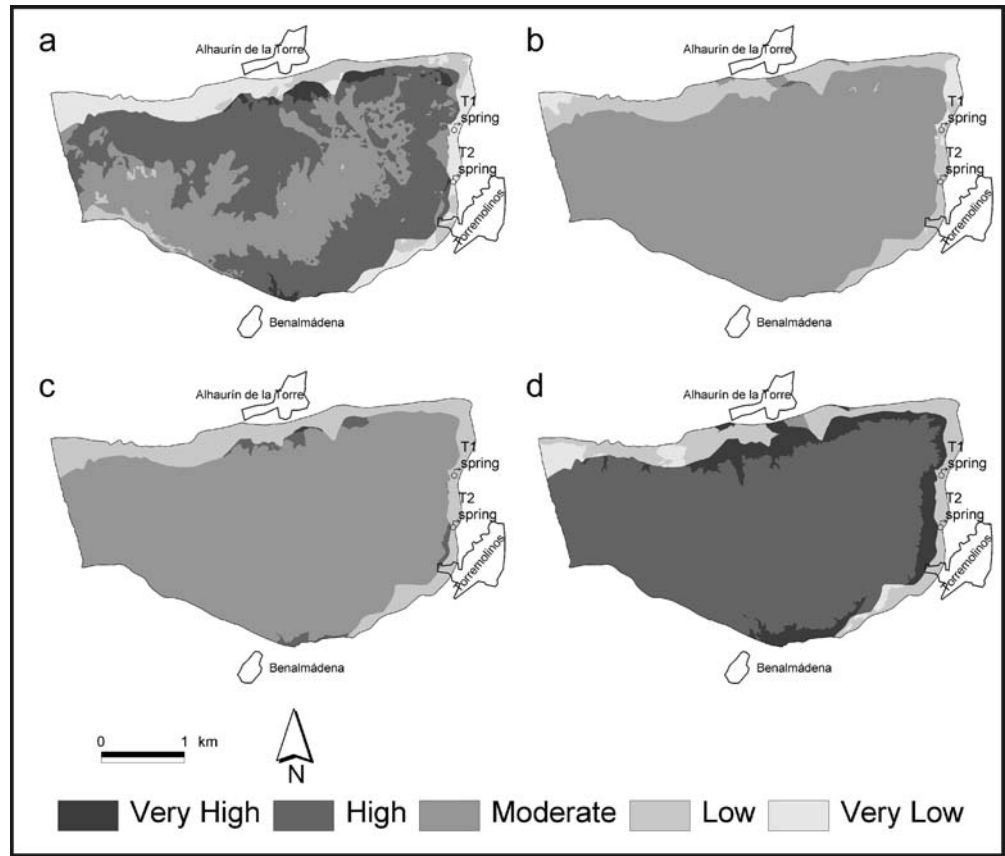 a
Alhaurín de la Torre
T1
spring
T2
spring
Torremolinos
Benalmádena
b
Alhaurín de la Torre
T1
spring
T2
spring
Torremolinos
Benalmádena
c
Alhaurín de la Torre
T1
spring
T2
spring
Torremolinos
Benalmádena
d
Alhaurín de la Torre
T1
spring
T2
spring
Torremolinos
Benalmádena
0 1 km
N
Very High High Moderate Low Very Low